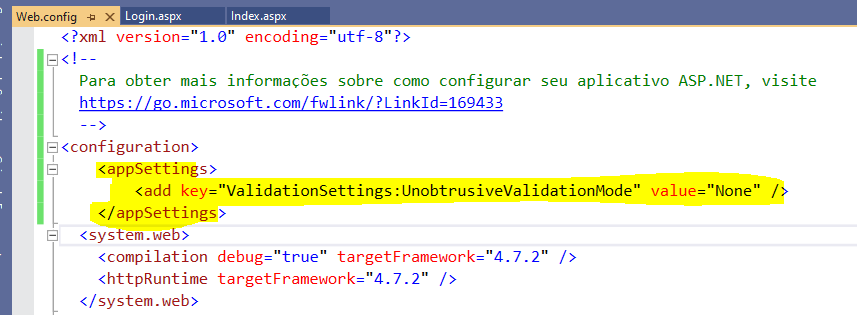 Web.config Login.aspx Index.aspx
<?xml version="1.0" encoding="utf-8"?>
<!--
Para obter mais informações sobre como configurar seu aplicativo ASP.NET, visite
https://go.microsoft.com/fwlink/?LinkId=169433
-->
<configuration>
<appSettings>
<add key="ValidationSettings:UnobtrusiveValidationMode" value="None" />
</appSettings>
<system.web>
<compilation debug="true" targetFramework="4.7.2" />
<httpRuntime targetFramework="4.7.2" />
</system.web>